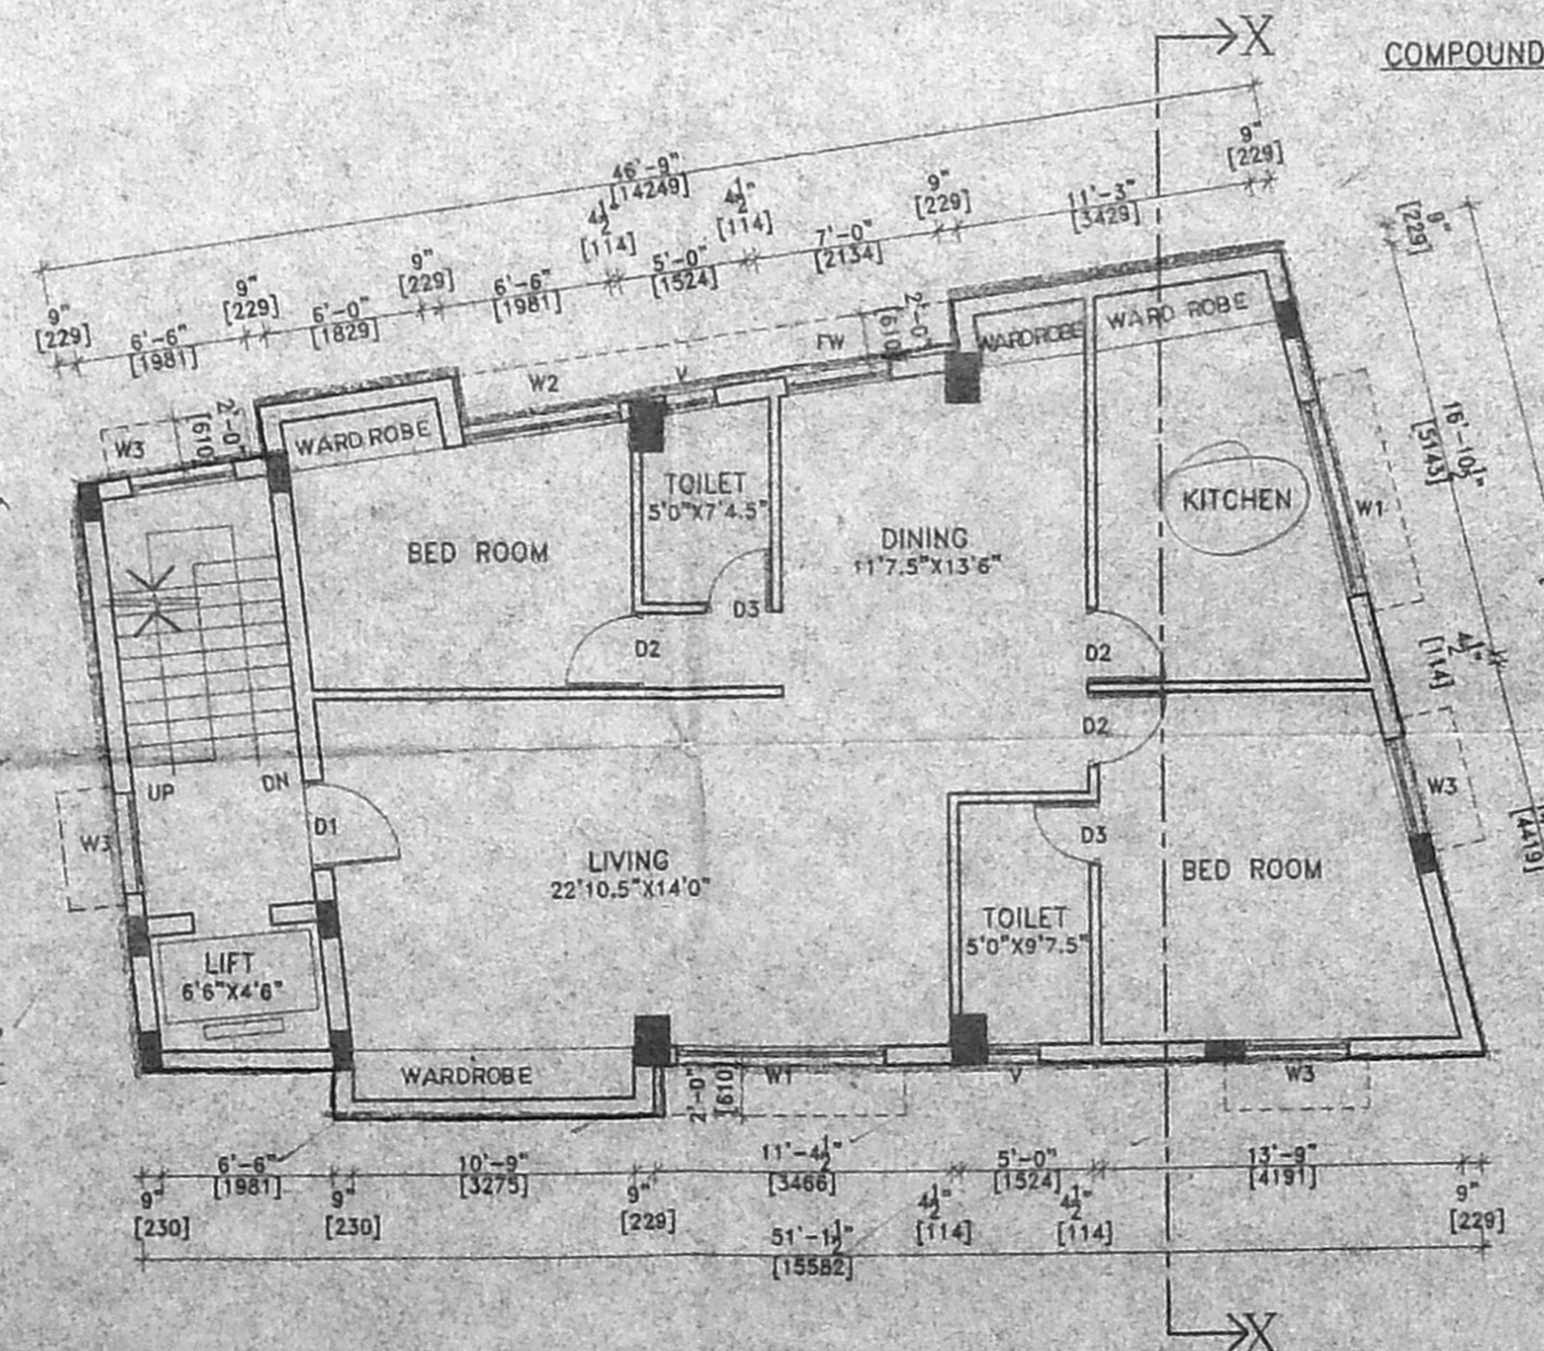 X
COMPOUND
46'-9"
[14249]
9"
[229]
6'-6"
[1981]
9"
[229]
6'-0"
[1829]
9"
[229]
6'-6"
[1981]
4½"
[114]
5'-0"
[1524]
4½"
[114]
7'-0"
[2134]
9"
[229]
11'-3"
[3429]
9"
[229]
9"
[229]
16'-10½"
[5143]
4½"
[114]
[4419]
W3
2'-0"
[610]
WARDROBE
W2
V
FW
2'-0"
WARDROBE
WARD ROBE
TOILET
5'0"X7'4.5"
BED ROOM
DINING
11'7.5"X13'6"
KITCHEN
W1
D3
D2
D2
D2
UP
DN
D1
W3
W3
LIVING
22'10.5"X14'0"
D3
BED ROOM
TOILET
5'0"X9'7.5"
LIFT
6'6"X4'6"
WARDROBE
2'-0"
[610]
W1
V
W3
6'-6"
[1981]
10'-9"
[3275]
11'-4½"
[3466]
5'-0"
[1524]
13'-9"
[4191]
9"
[230]
9"
[230]
9"
[229]
4½"
[114]
4½"
[114]
9"
[229]
51'-1½"
[15582]
X